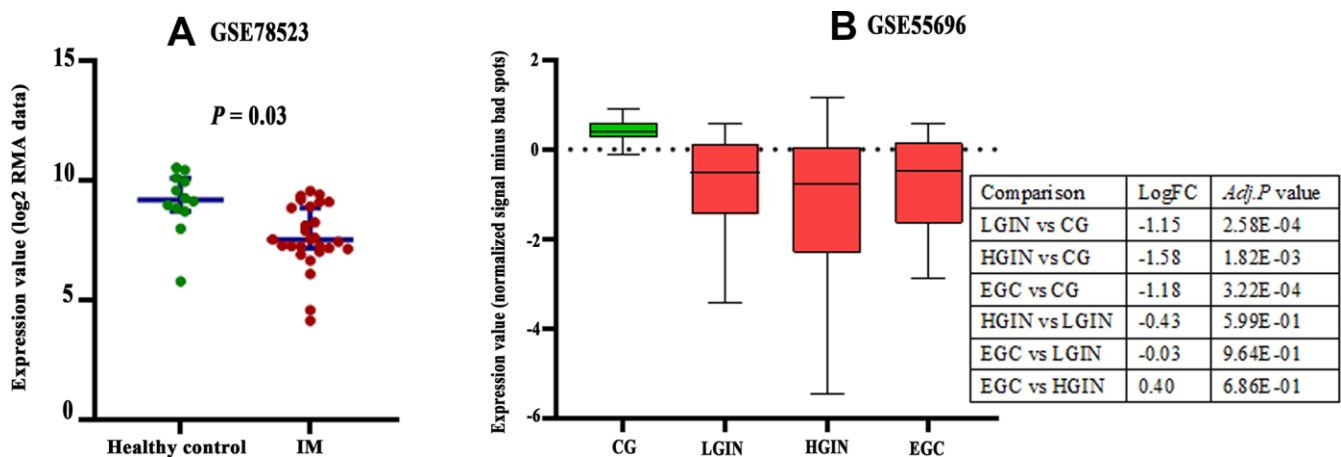 A GSE78523
15
P = 0.03
10
5
0
Expression value (log2 RMA data)
Healthy control
IM
B GSE55696
Expression value (normalized signal minus bad spots)
2
0
-2
-4
-6
CG
LGIN
HGIN
EGC
Comparison LogFC Adj.P value
LGIN vs CG -1.15 2.58E-04
HGIN vs CG -1.58 1.82E-03
EGC vs CG -1.18 3.22E-04
HGIN vs LGIN -0.43 5.99E-01
EGC vs LGIN -0.03 9.64E-01
EGC vs HGIN 0.40 6.86E-01